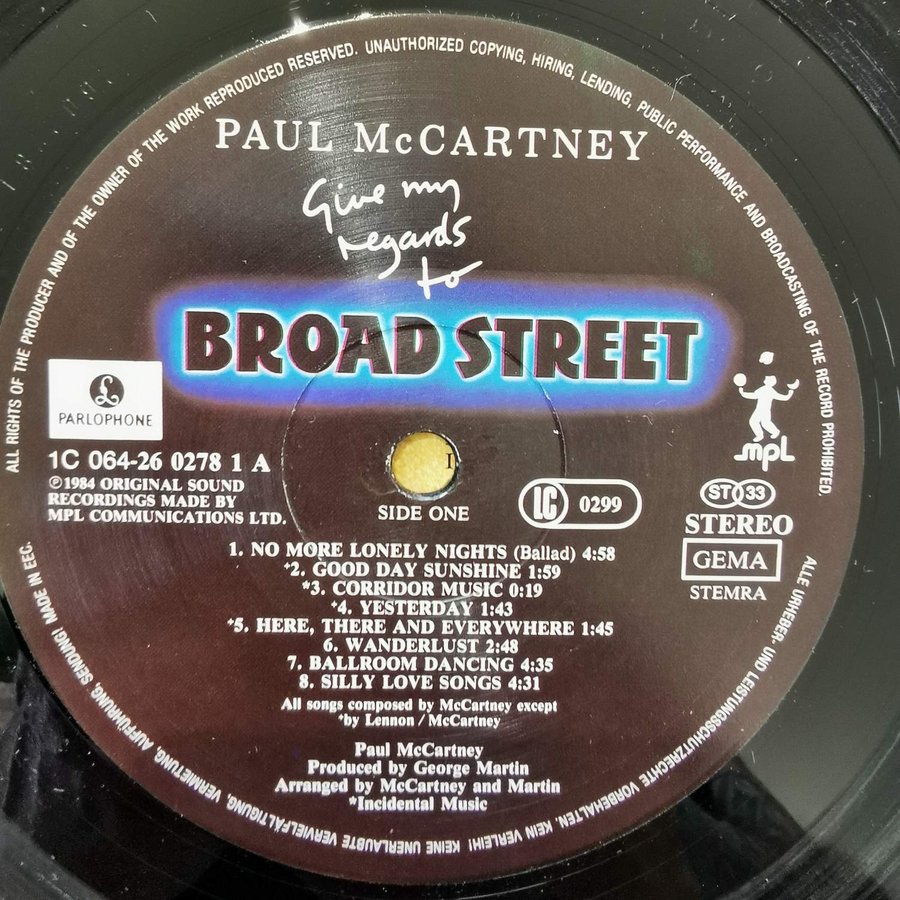 ALL RIGHTS OF THE PRODUCER AND OF THE OWNER OF THE WORK REPRODUCED RESERVED. UNAUTHORIZED COPYING, HIRING, LENDING, PUBLIC PERFORMANCE AND BROADCASTING OF THE RECORD PROHIBITED.
PAUL McCARTNEY
Give my
regards
to
BROAD STREET
£
PARLOPHONE
mpl
1C 064-26 0278 1 A
℗1984 ORIGINAL SOUND
RECORDINGS MADE BY
MPL COMMUNICATIONS LTD.
SIDE ONE
LC 0299
ST 33
STEREO
GEMA
STEMRA
1. NO MORE LONELY NIGHTS (Ballad) 4:58
*2. GOOD DAY SUNSHINE 1:59
*3. CORRIDOR MUSIC 0:19
*4. YESTERDAY 1:43
*5. HERE, THERE AND EVERYWHERE 1:45
6. WANDERLUST 2:48
7. BALLROOM DANCING 4:35
8. SILLY LOVE SONGS 4:31
All songs composed by McCartney except
*by Lennon/McCartney
Paul McCartney
Produced by George Martin
Arranged by McCartney and Martin
*Incidental Music
ALLE URHEBER- UND LEISTUNGSSCHUTZRECHTE VORBEHALTEN. KEIN VERLEIH! KEINE UNERLAUBTE VERVIELFÄLTIGUNG, VERMIETUNG, AUFFÜHRUNG, SENDUNG! MADE IN EEC.